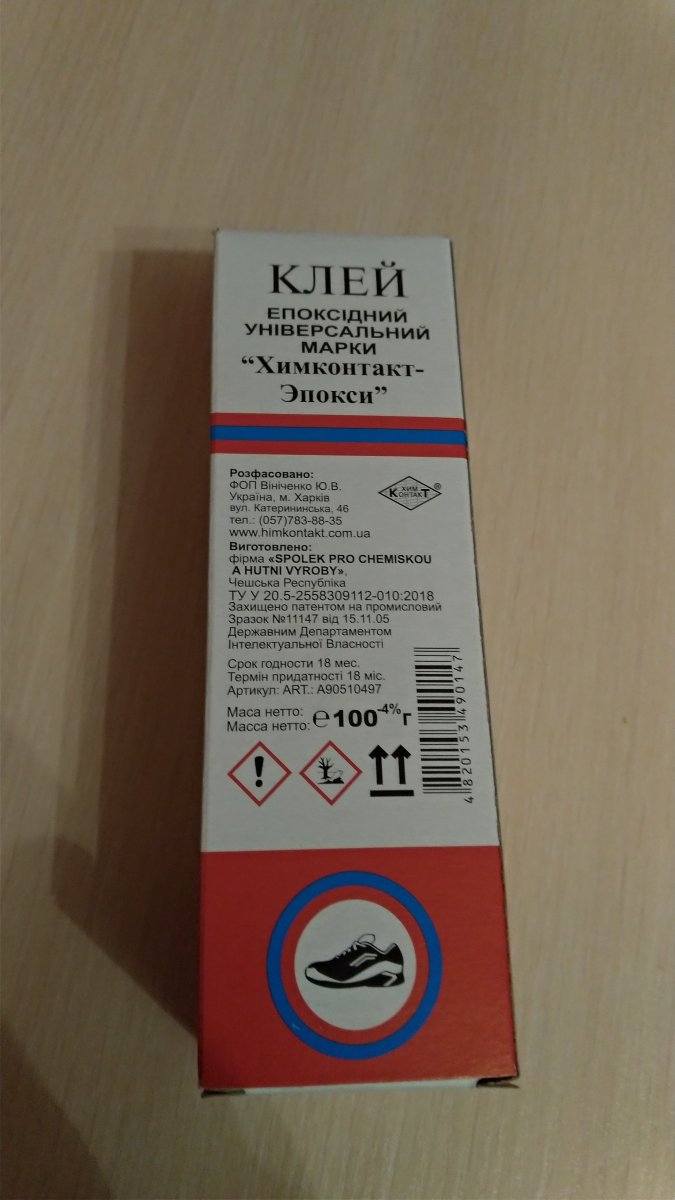 КЛЕЙ
ЕПОКСІДНИЙ
УНІВЕРСАЛЬНИЙ
МАРКИ
“Химконтакт-
Эпокси”
Розфасовано:
ФОП Вініченко Ю.В.
Україна, м. Харків
вул. Катерининська, 46
тел.: (057)783-88-35
www.himkontakt.com.ua
ХИМ
КОНТАКТ®
Виготовлено:
фірма «SPOLEK PRO CHEMISKOU
A HUTNI VYROBY»,
Чешська Республіка
ТУ У 20.5-2558309112-010:2018
Захищено патентом на промисловий
Зразок №11147 від 15.11.05
Державним Департаментом
Інтелектуальної Власності
Срок годности 18 мес.
Термін придатності 18 міс.
Артикул: ART.: A90510497
Маса нетто:
Масса нетто: ℮100-4%г
4820153490147